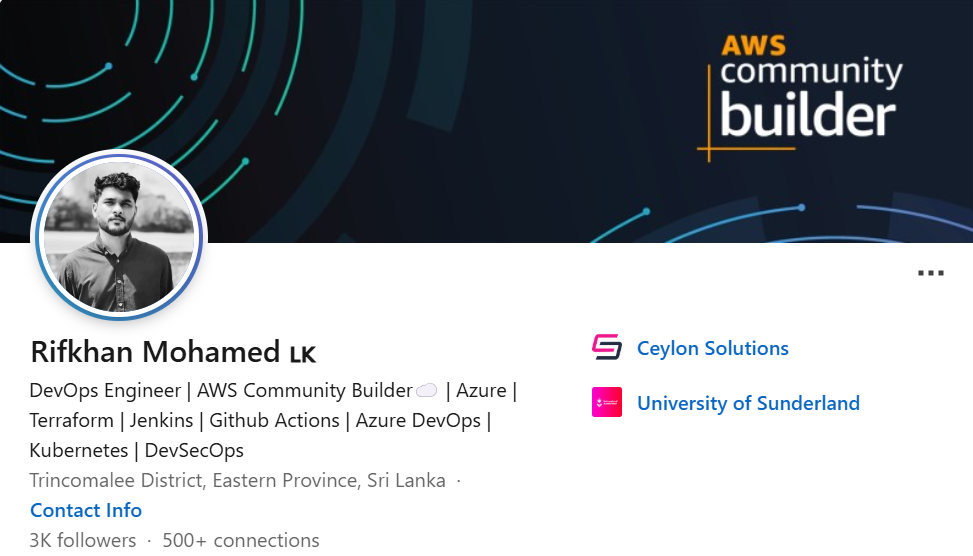 AWS
community
builder
Rifkhan Mohamed LK
DevOps Engineer | AWS Community Builder☁️ | Azure |
Terraform | Jenkins | Github Actions | Azure DevOps |
Kubernetes | DevSecOps
Trincomalee District, Eastern Province, Sri Lanka ·
Contact Info
3K followers · 500+ connections
Ceylon Solutions
University of Sunderland